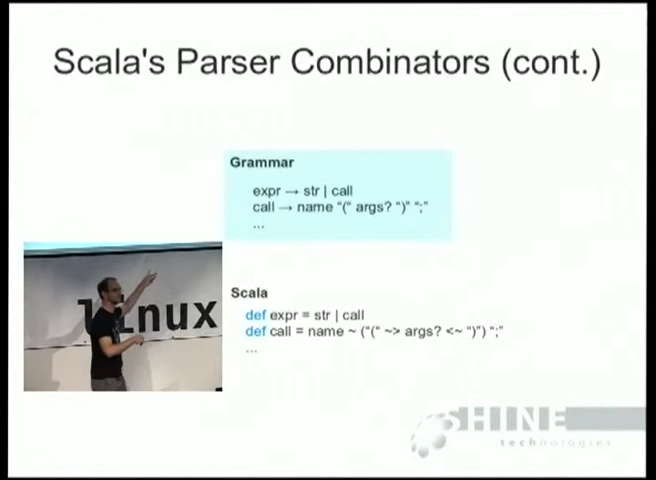 Scala's Parser Combinators (cont.)
Grammar
expr → str | call
call → name "(" args? ")" ";"
...
linux
Scala
def expr = str | call
def call = name ~ ("(" ~> args? <~ ")") ";"
...
SHINE
technologies